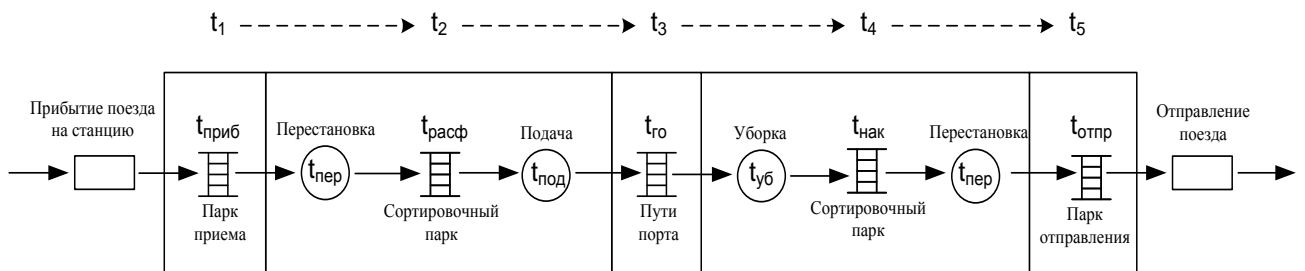 t1 t2 t3 t4 t5
Прибытие поезда
на станцию
tприб
Парк
приема
Перестановка
tпер
tрасф
Сортировочный
парк
Подача
tпод
tго
Пути
порта
Уборка
tуб
tнак
Сортировочный
парк
Перестановка
tпер
tотпр
Парк
отправления
Отправление
поезда